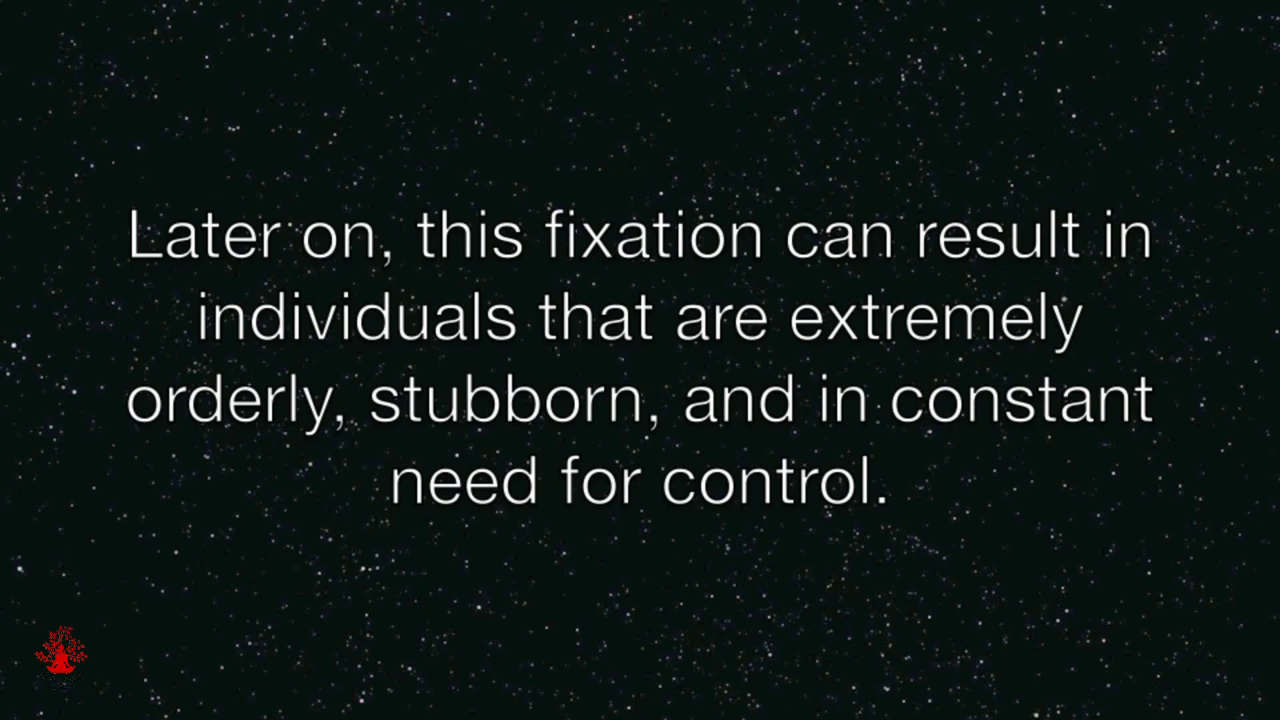 Later on, this fixation can result in
individuals that are extremely
orderly, stubborn, and in constant
need for control.